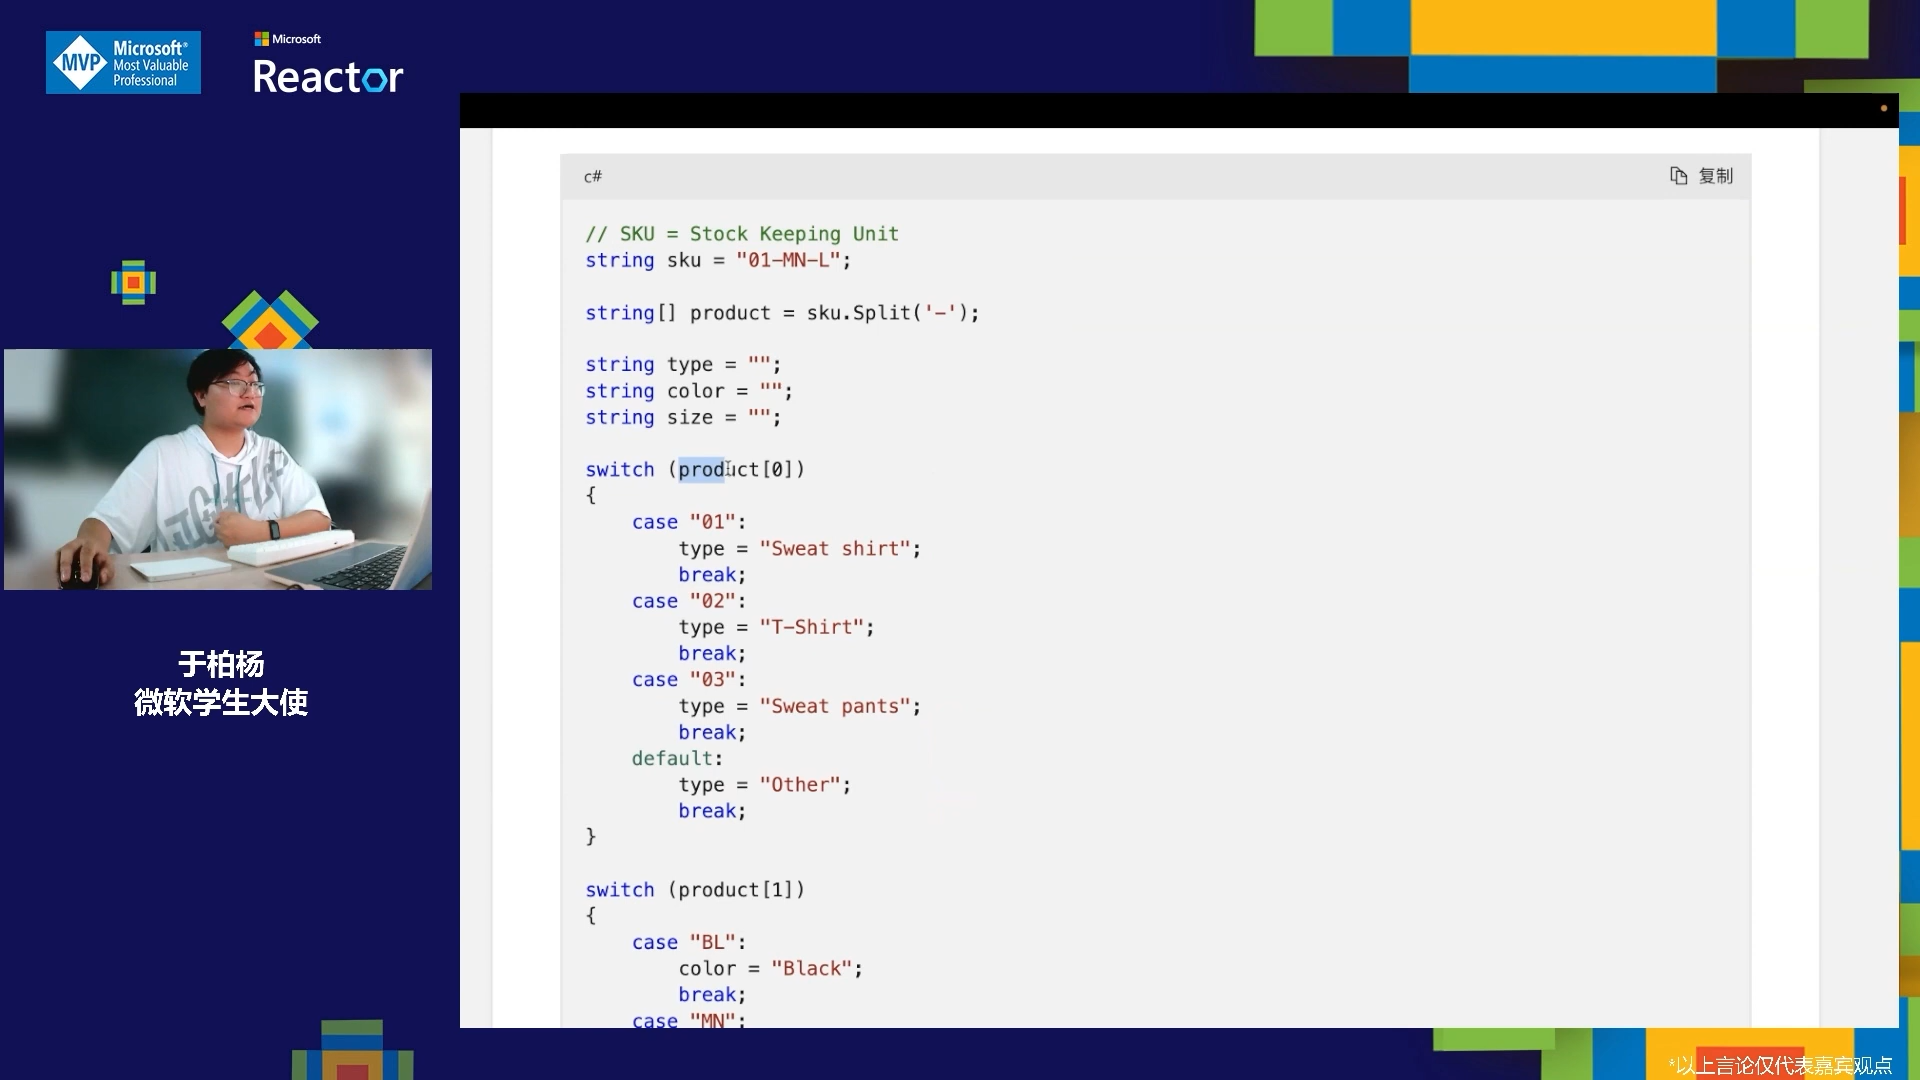 MVP
Microsoft®
Most Valuable
Professional
Microsoft
Reactor
c#
复制
// SKU = Stock Keeping Unit
string sku = "01-MN-L";
string[] product = sku.Split('-');
string type = "";
string color = "";
string size = "";
switch (product[0])
{
case "01":
type = "Sweat shirt";
break;
case "02":
type = "T-Shirt";
break;
case "03":
type = "Sweat pants";
break;
default:
type = "Other";
break;
}
switch (product[1])
{
case "BL":
color = "Black";
break;
case "MN":
于柏杨
微软学生大使
*以上言论仅代表嘉宾观点